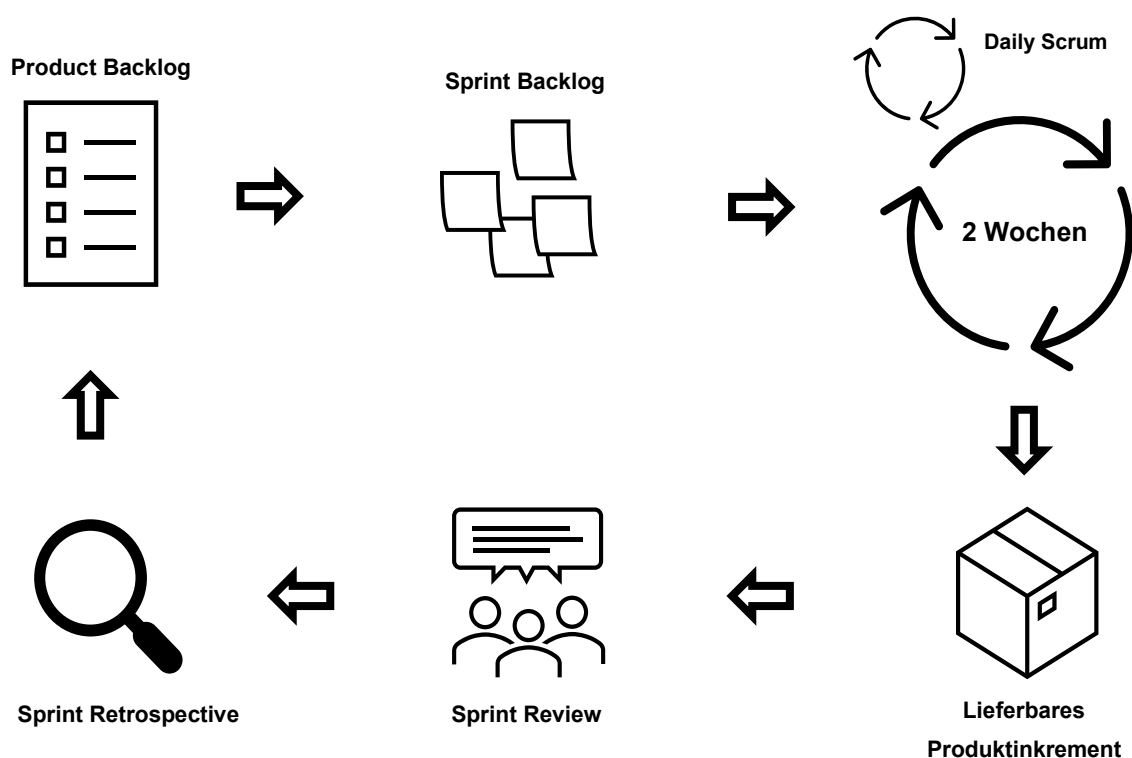 Product Backlog
Sprint Backlog
Daily Scrum
2 Wochen
Sprint Retrospective
Sprint Review
Lieferbares
Produktinkrement